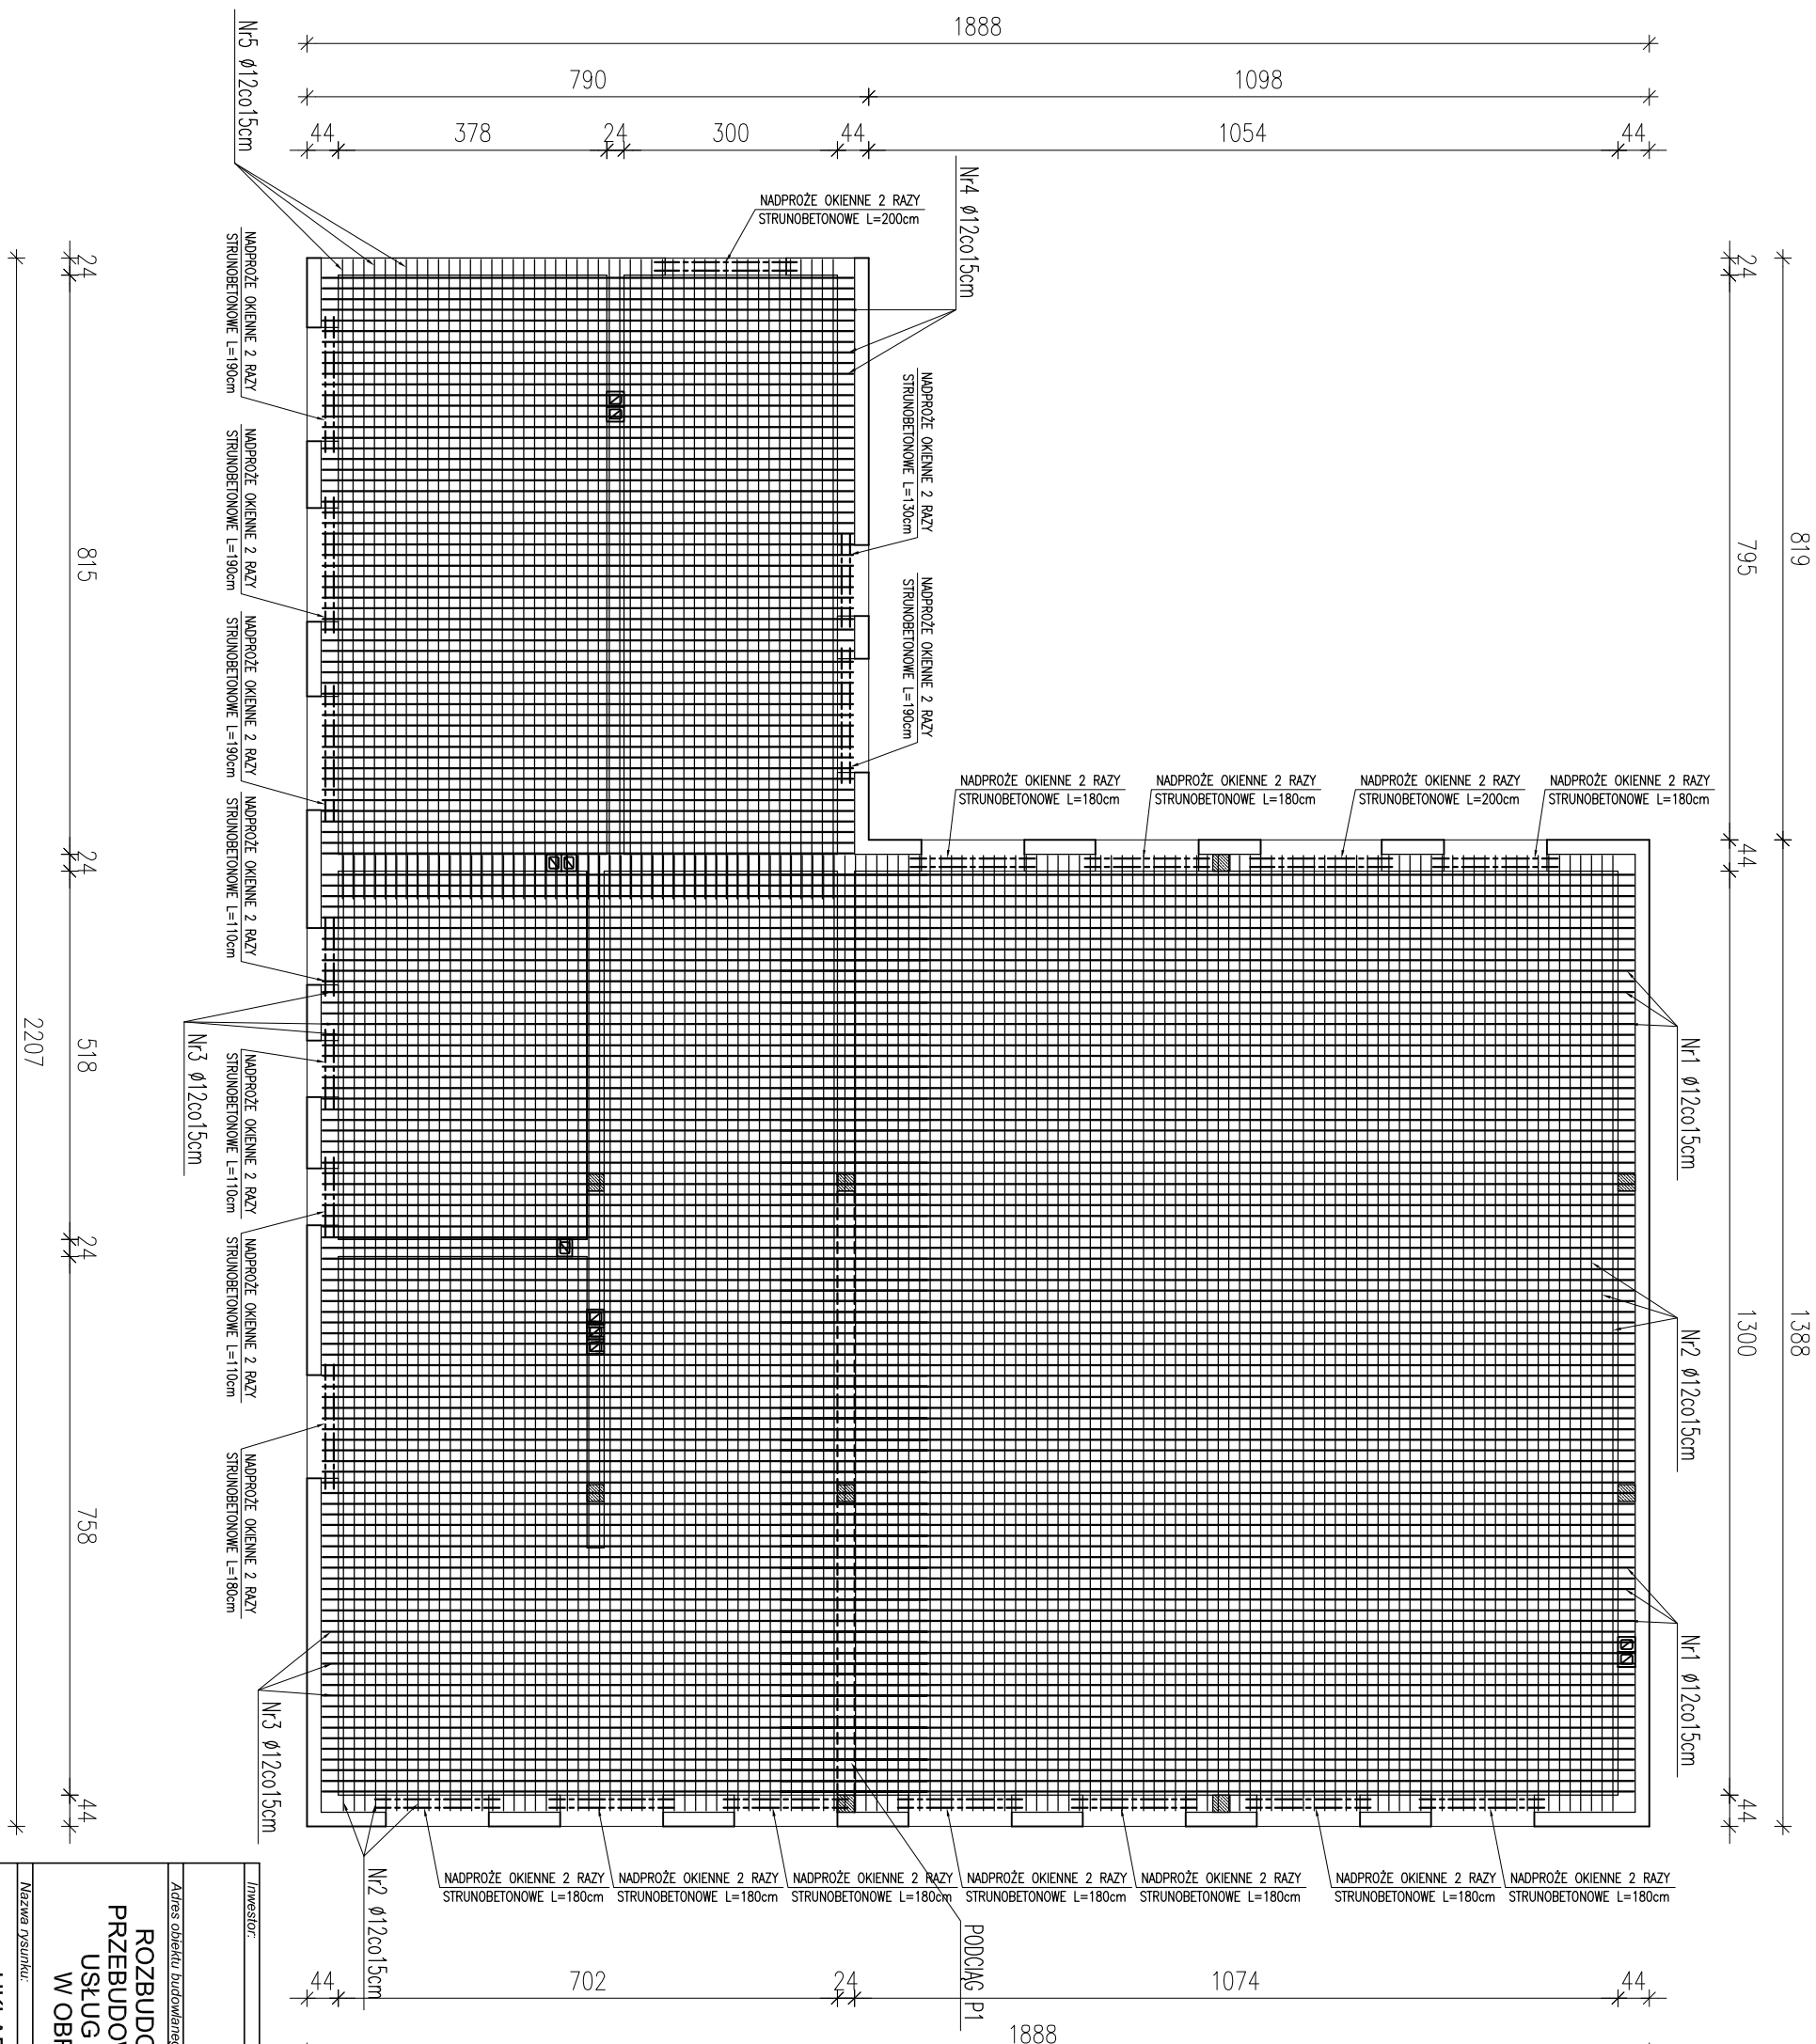 1888
790
1098
44
378
24
300
44
1054
44
Nr5 ø12co15cm
Nr4 ø12co15cm
NADPROŻE OKIENNE 2 RAZY
STRUNOBETONOWE L=200cm
819
24
795
44
1388
1300
44
24
815
24
518
24
758
44
2207
NADPROŻE OKIENNE 2 RAZY
STRUNOBETONOWE L=190cm
NADPROŻE OKIENNE 2 RAZY
STRUNOBETONOWE L=190cm
NADPROŻE OKIENNE 2 RAZY
STRUNOBETONOWE L=190cm
NADPROŻE OKIENNE 2 RAZY
STRUNOBETONOWE L=110cm
NADPROŻE OKIENNE 2 RAZY
STRUNOBETONOWE L=110cm
NADPROŻE OKIENNE 2 RAZY
STRUNOBETONOWE L=110cm
NADPROŻE OKIENNE 2 RAZY
STRUNOBETONOWE L=180cm
NADPROŻE OKIENNE 2 RAZY
STRUNOBETONOWE L=130cm
NADPROŻE OKIENNE 2 RAZY
STRUNOBETONOWE L=190cm
NADPROŻE OKIENNE 2 RAZY
STRUNOBETONOWE L=180cm
NADPROŻE OKIENNE 2 RAZY
STRUNOBETONOWE L=180cm
NADPROŻE OKIENNE 2 RAZY
STRUNOBETONOWE L=200cm
NADPROŻE OKIENNE 2 RAZY
STRUNOBETONOWE L=180cm
Nr1 ø12co15cm
Nr2 ø12co15cm
Nr1 ø12co15cm
Nr3 ø12co15cm
Nr3 ø12co15cm
Nr2 ø12co15cm
NADPROŻE OKIENNE 2 RAZY
STRUNOBETONOWE L=180cm
NADPROŻE OKIENNE 2 RAZY
STRUNOBETONOWE L=180cm
NADPROŻE OKIENNE 2 RAZY
STRUNOBETONOWE L=180cm
NADPROŻE OKIENNE 2 RAZY
STRUNOBETONOWE L=180cm
NADPROŻE OKIENNE 2 RAZY
STRUNOBETONOWE L=180cm
NADPROŻE OKIENNE 2 RAZY
STRUNOBETONOWE L=180cm
NADPROŻE OKIENNE 2 RAZY
STRUNOBETONOWE L=180cm
PODCIĄG P1
44
702
24
1074
44
1888
Inwestor:
Adres obiektu budowlaneg
ROZBUDO
PRZEBUDOW
USŁUG
W OBR
Nazwa rysunku: